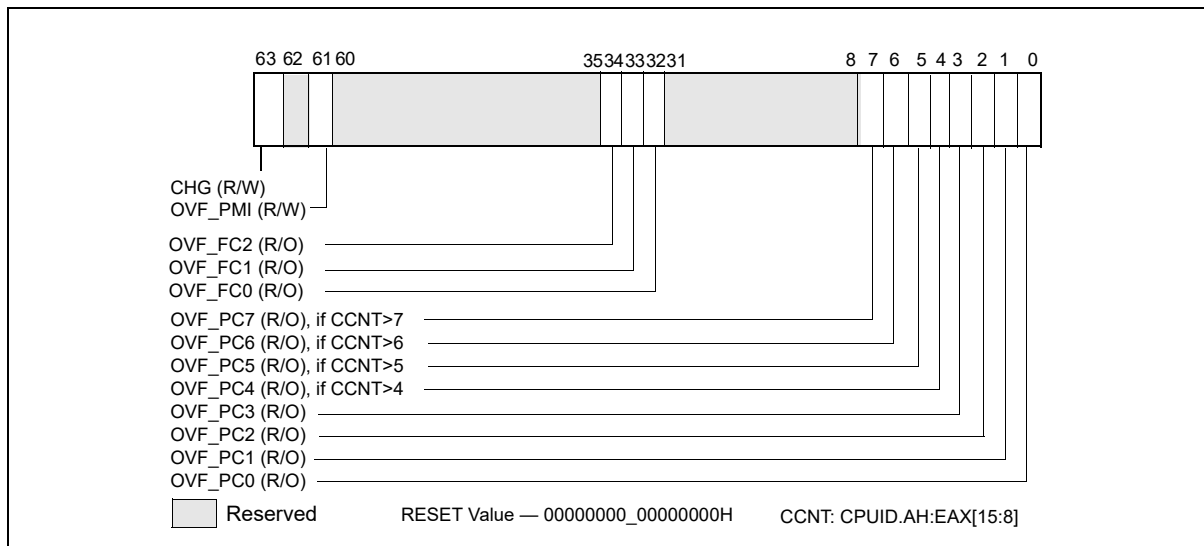 63 62 61 60 35 34 33 32 31 8 7 6 5 4 3 2 1 0
CHG (R/W)
OVF_PMI (R/W)
OVF_FC2 (R/O)
OVF_FC1 (R/O)
OVF_FC0 (R/O)
OVF_PC7 (R/O), if CCNT>7
OVF_PC6 (R/O), if CCNT>6
OVF_PC5 (R/O), if CCNT>5
OVF_PC4 (R/O), if CCNT>4
OVF_PC3 (R/O)
OVF_PC2 (R/O)
OVF_PC1 (R/O)
OVF_PC0 (R/O)
Reserved RESET Value — 00000000_00000000H CCNT: CPUID.AH:EAX[15:8]